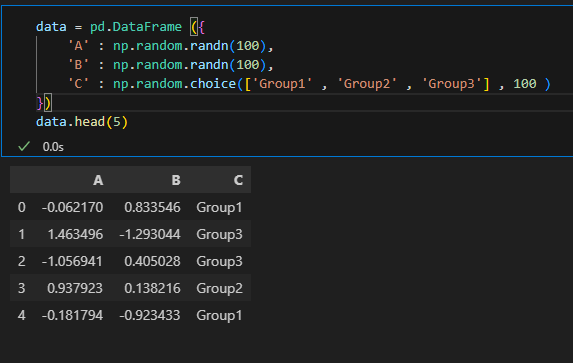 data = pd.DataFrame ({
    'A' : np.random.randn(100),
    'B' : np.random.randn(100),
    'C' : np.random.choice(['Group1' , 'Group2' , 'Group3'] , 100 )
})
data.head(5)
0.0s
A B C
0 -0.062170 0.833546 Group1
1 1.463496 -1.293044 Group3
2 -1.056941 0.405028 Group3
3 0.937923 0.138216 Group2
4 -0.181794 -0.923433 Group1